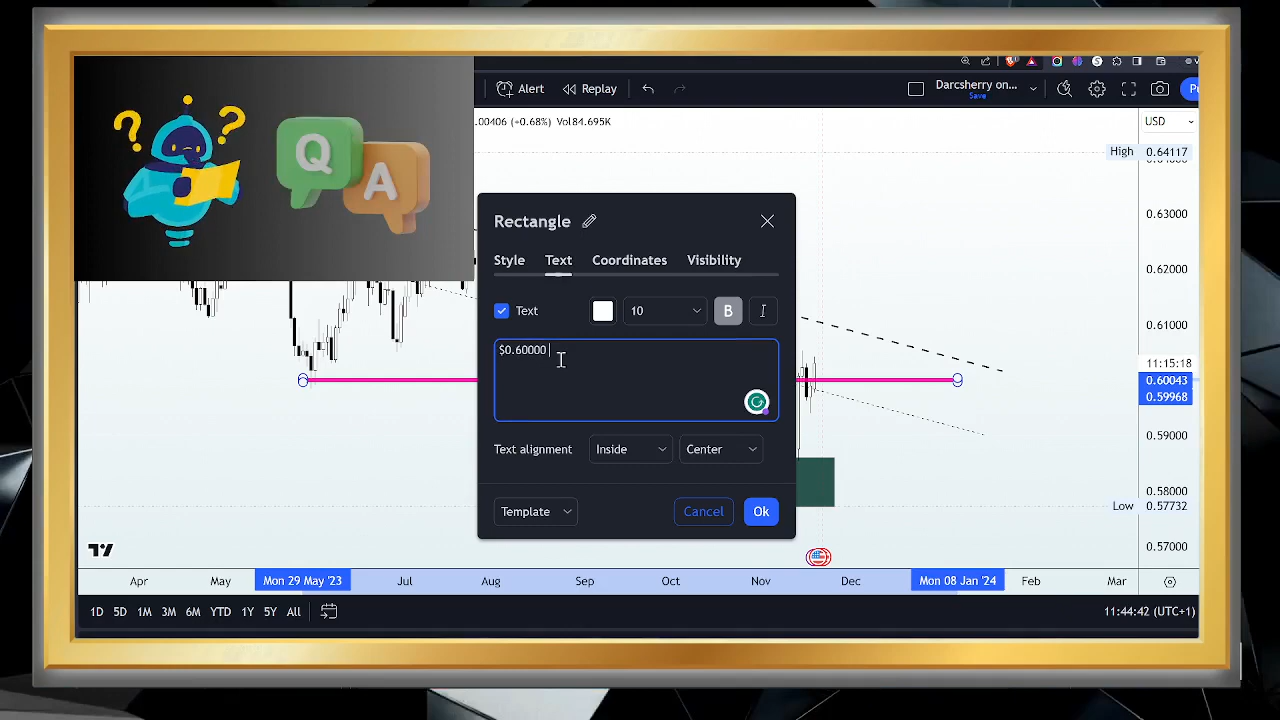 ? ?
Q
A
Alert
Replay
Darcsherry on...
Save
.00406 (+0.68%) Vol84.695K
USD
High 0.64117
0.63000
0.62000
0.61000
11:15:18
0.60043
0.59968
0.59000
0.58000
Low 0.57732
0.57000
Rectangle
Style Text Coordinates Visibility
Text 10 B I
$0.60000
Text alignment Inside Center
Template Cancel Ok
Apr May Mon 29 May '23 Jul Aug Sep Oct Nov Dec Mon 08 Jan '24 Feb Mar
1D 5D 1M 3M 6M YTD 1Y 5Y All 11:44:42 (UTC+1)